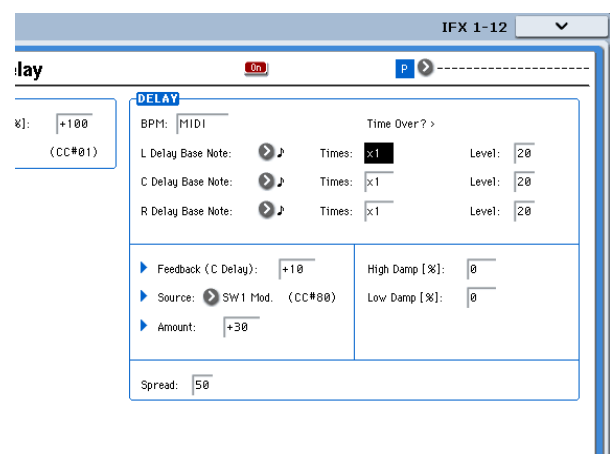 IFX 1-12
lay On P
DELAY
%]: +100 BPM: MIDI Time Over? >
(CC#01) L Delay Base Note: ♪ Times: x1 Level: 20
C Delay Base Note: ♪ Times: x1 Level: 20
R Delay Base Note: ♪ Times: x1 Level: 20
Feedback (C Delay): +10 High Damp [%]: 0
Source: SW1 Mod. (CC#80) Low Damp [%]: 0
Amount: +30
Spread: 50